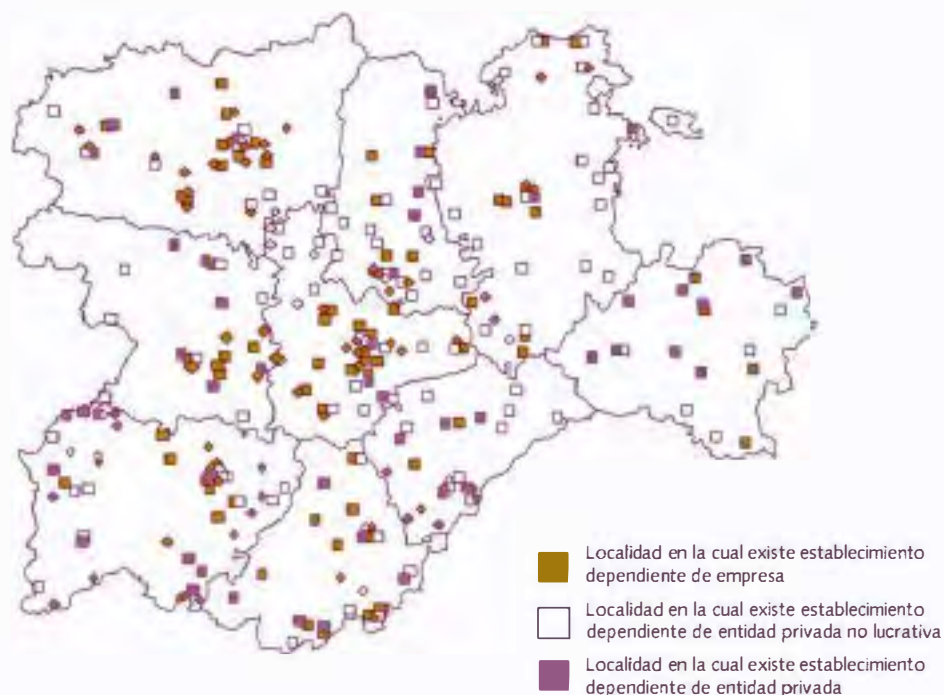 Localidad en la cual existe establecimiento
dependiente de empresa
Localidad en la cual existe establecimiento
dependiente de entidad privada no lucrativa
Localidad en la cual existe establecimiento
dependiente de entidad privada